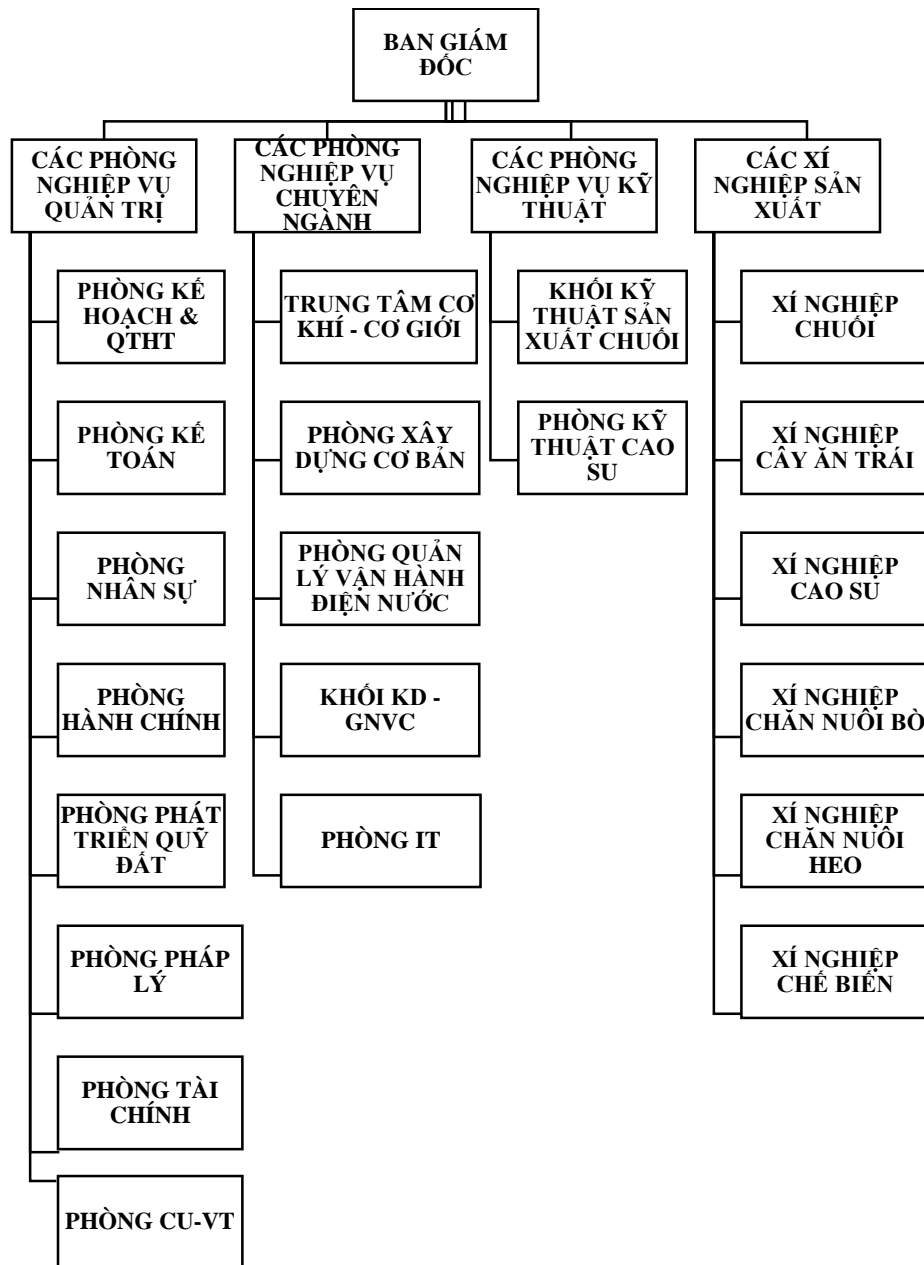 BAN GIÁM
ĐỐC
CÁC PHÒNG
NGHIỆP VỤ
QUẢN TRỊ
PHÒNG KẾ
HOẠCH &
QTHT
PHÒNG KẾ
TOÁN
PHÒNG
NHÂN SỰ
PHÒNG
HÀNH CHÍNH
PHÒNG PHÁT
TRIỂN QUỸ
ĐẤT
PHÒNG PHÁP
LÝ
PHÒNG TÀI
CHÍNH
PHÒNG CU-VT
CÁC PHÒNG
NGHIỆP VỤ
CHUYÊN
NGÀNH
TRUNG TÂM CƠ
KHÍ - CƠ GIỚI
PHÒNG XÂY
DỰNG CƠ BẢN
PHÒNG QUẢN
LÝ VẬN HÀNH
ĐIỆN NƯỚC
KHỐI KD -
GNVC
PHÒNG IT
CÁC PHÒNG
NGHIỆP VỤ KỸ
THUẬT
KHỐI KỸ
THUẬT SẢN
XUẤT CHUỐI
PHÒNG KỸ
THUẬT CAO
SU
CÁC XÍ
NGHIỆP SẢN
XUẤT
XÍ NGHIỆP
CHUỐI
XÍ NGHIỆP
CÂY ĂN TRÁI
XÍ NGHIỆP
CAO SU
XÍ NGHIỆP
CHĂN NUÔI BÒ
XÍ NGHIỆP
CHĂN NUÔI
HEO
XÍ NGHIỆP
CHẾ BIẾN